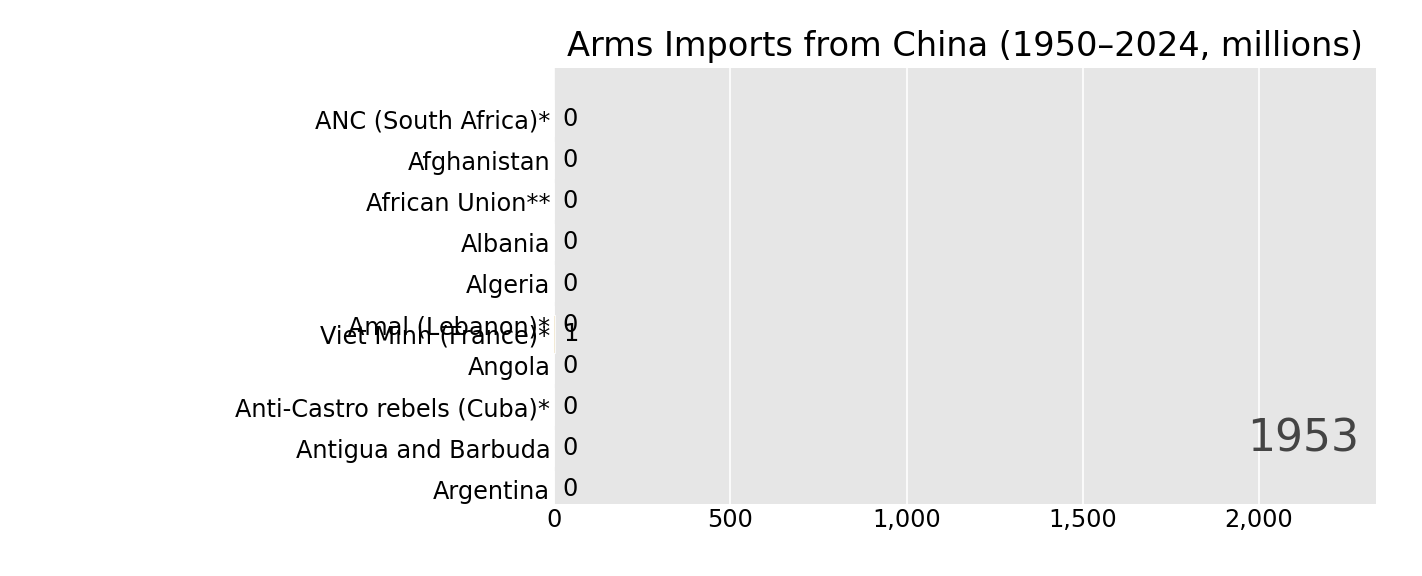 Arms Imports from China (1950–2024, millions)
ANC (South Africa)* 0
Afghanistan 0
African Union** 0
Albania 0
Algeria 0
Amal (Lebanon)* 0
Viet Minh (France)* 1
Angola 0
Anti-Castro rebels (Cuba)* 0
1953
Antigua and Barbuda 0
Argentina 0
0 500 1,000 1,500 2,000